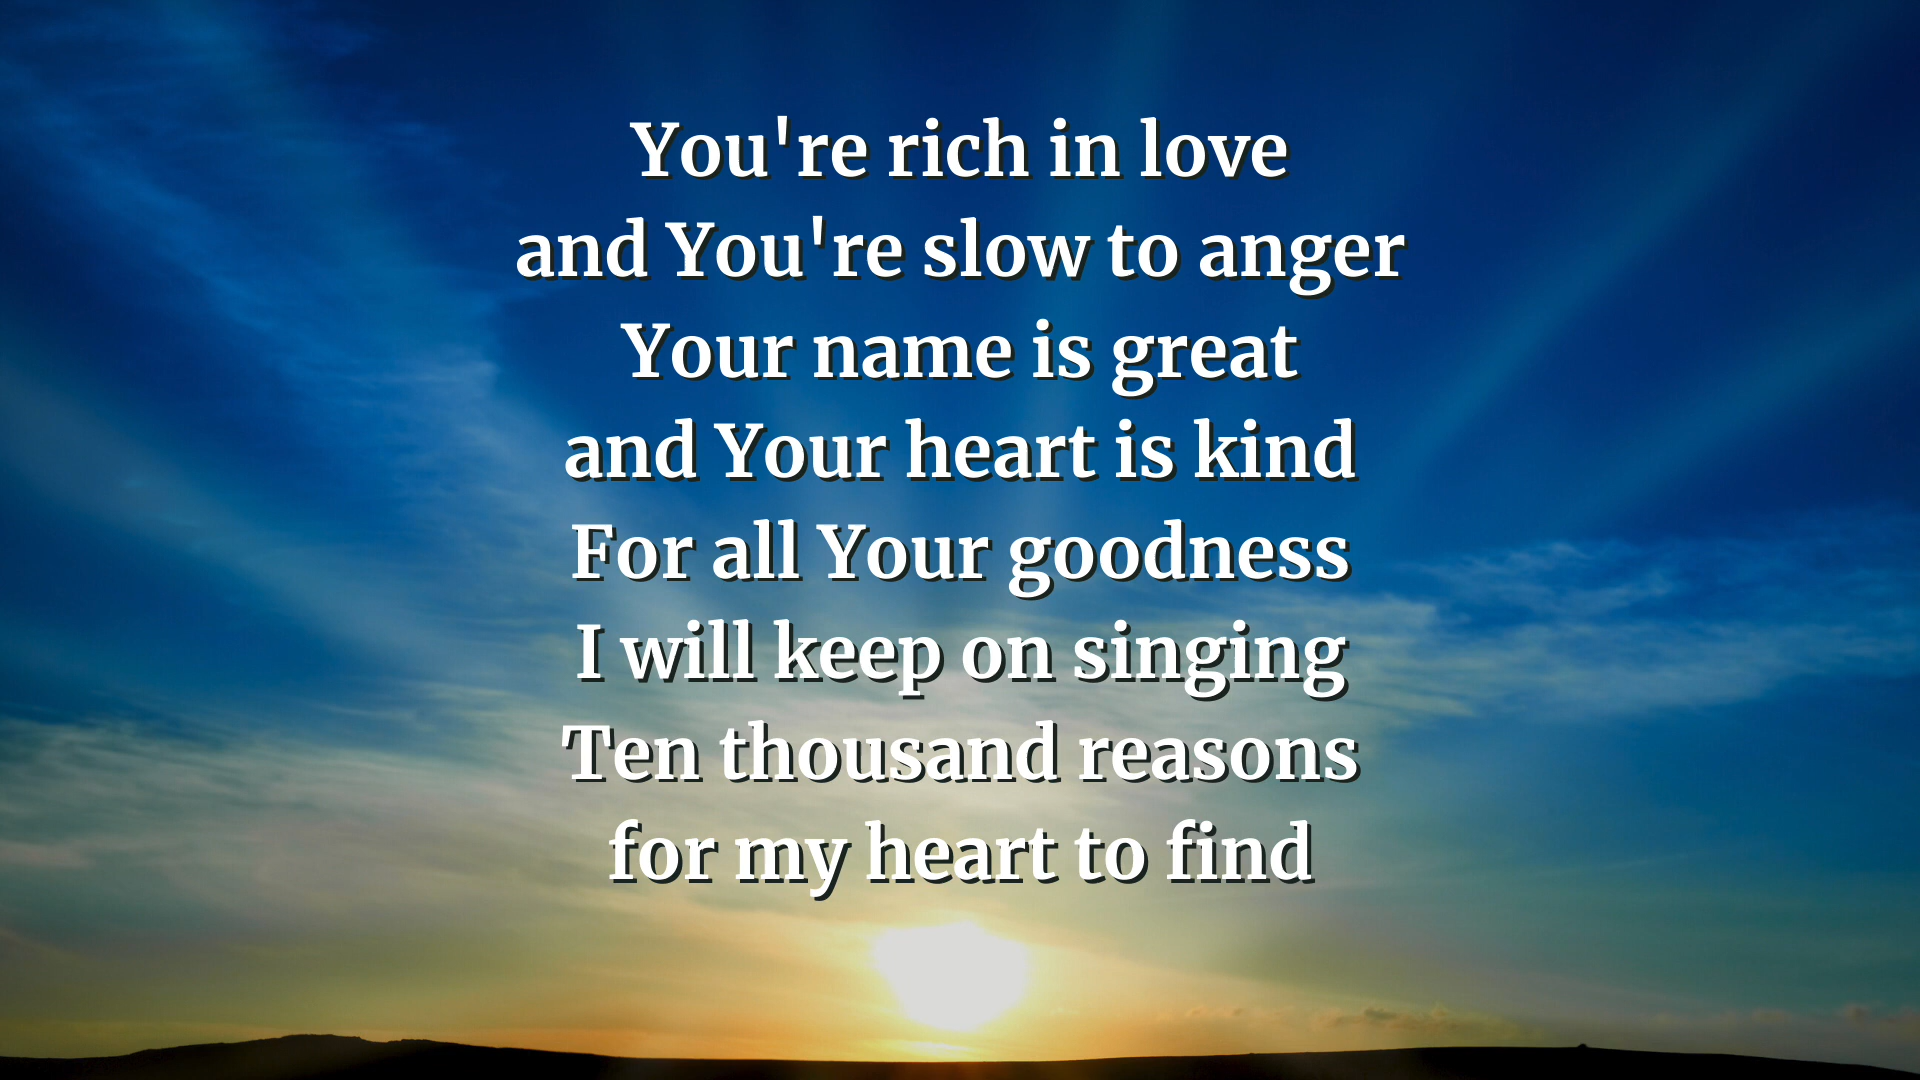 You're rich in love
and You're slow to anger
Your name is great
and Your heart is kind
For all Your goodness
I will keep on singing
Ten thousand reasons
for my heart to find